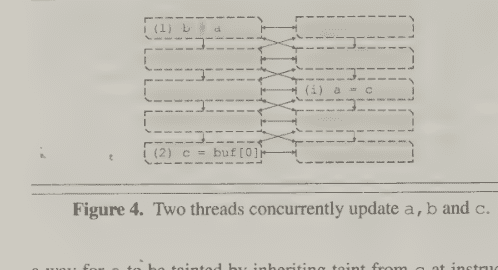 (1) b = a
(i) a = c
(2) c = buf[0]
Figure 4. Two threads concurrently update a, b and c.
a way for a to be tainted by inheriting taint from c at instruc